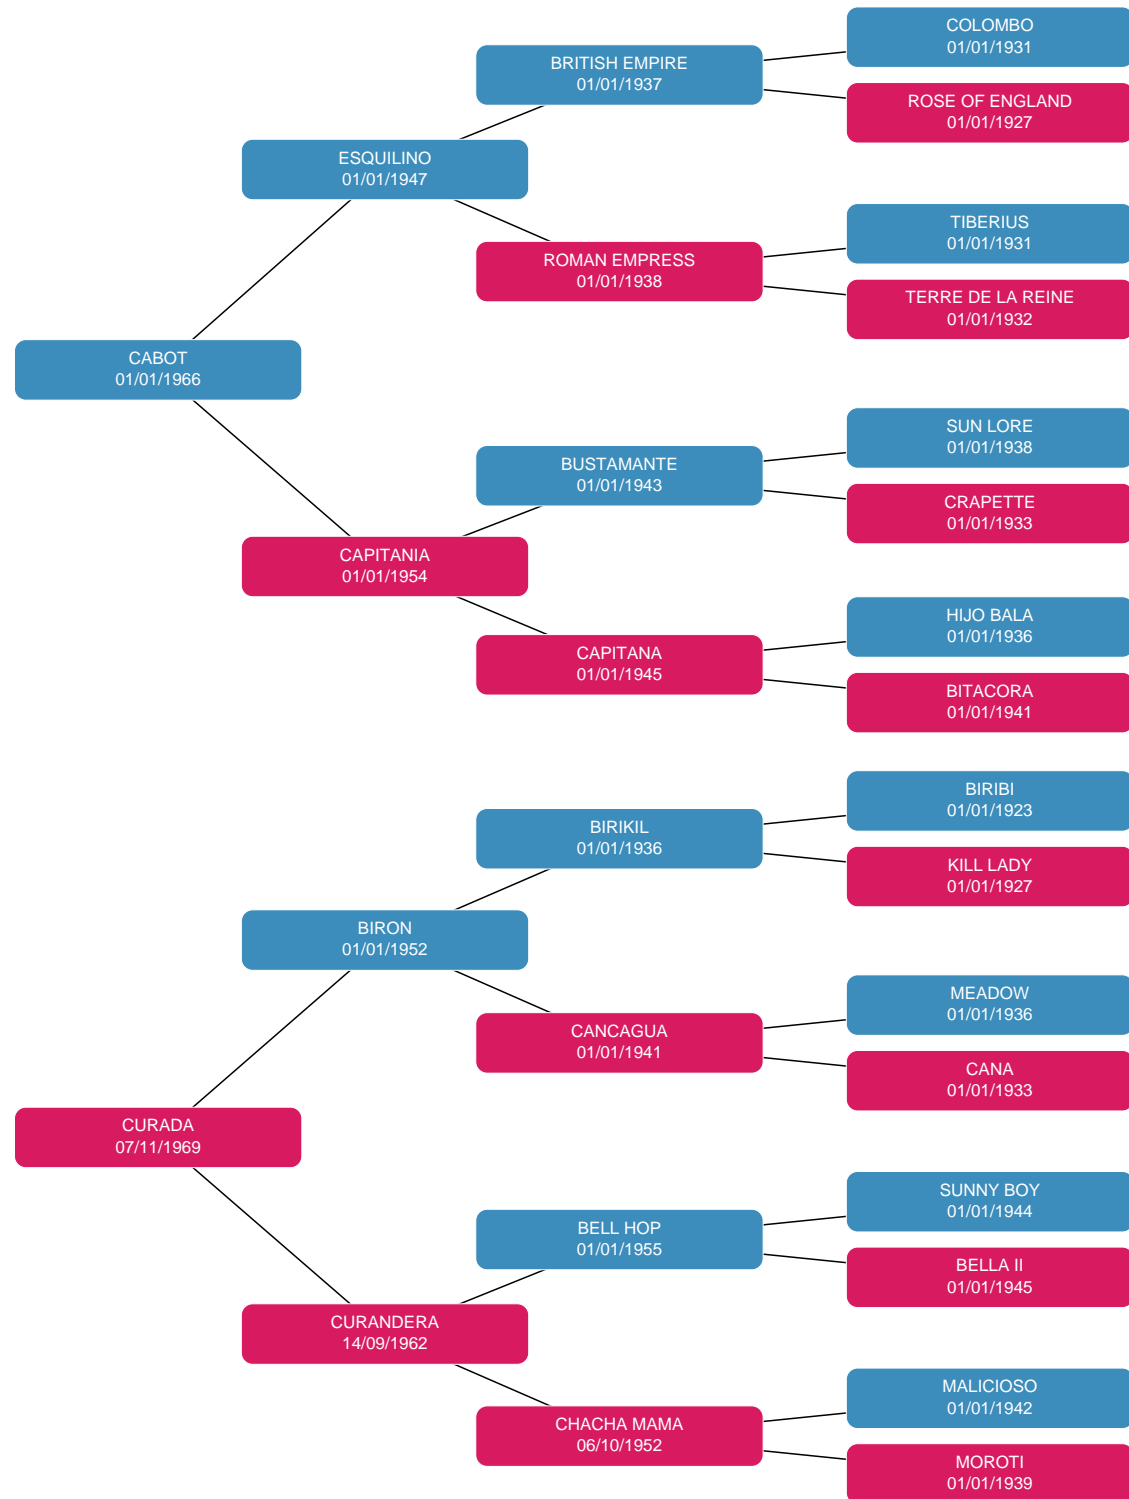 COLOMBO
01/01/1931
BRITISH EMPIRE
01/01/1937
ROSE OF ENGLAND
01/01/1927
ESQUILINO
01/01/1947
TIBERIUS
01/01/1931
ROMAN EMPRESS
01/01/1938
TERRE DE LA REINE
01/01/1932
CABOT
01/01/1966
SUN LORE
01/01/1938
BUSTAMANTE
01/01/1943
CRAPETTE
01/01/1933
CAPITANIA
01/01/1954
HIJO BALA
01/01/1936
CAPITANA
01/01/1945
BITACORA
01/01/1941
BIRIBI
01/01/1923
BIRIKIL
01/01/1936
KILL LADY
01/01/1927
BIRON
01/01/1952
MEADOW
01/01/1936
CANCAGUA
01/01/1941
CANA
01/01/1933
CURADA
07/11/1969
SUNNY BOY
01/01/1944
BELL HOP
01/01/1955
BELLA II
01/01/1945
CURANDERA
14/09/1962
MALICIOSO
01/01/1942
CHACHA MAMA
06/10/1952
MOROTI
01/01/1939